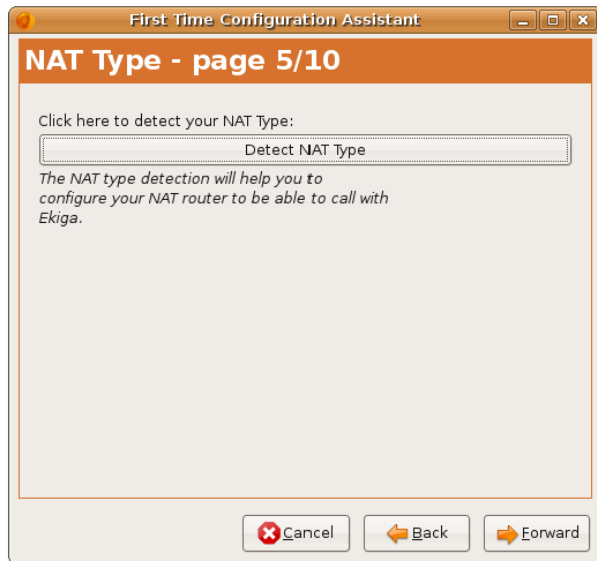 First Time Configuration Assistant
NAT Type - page 5/10
Click here to detect your NAT Type:
Detect NAT Type
The NAT type detection will help you to
configure your NAT router to be able to call with
Ekiga.
Cancel
Back
Forward